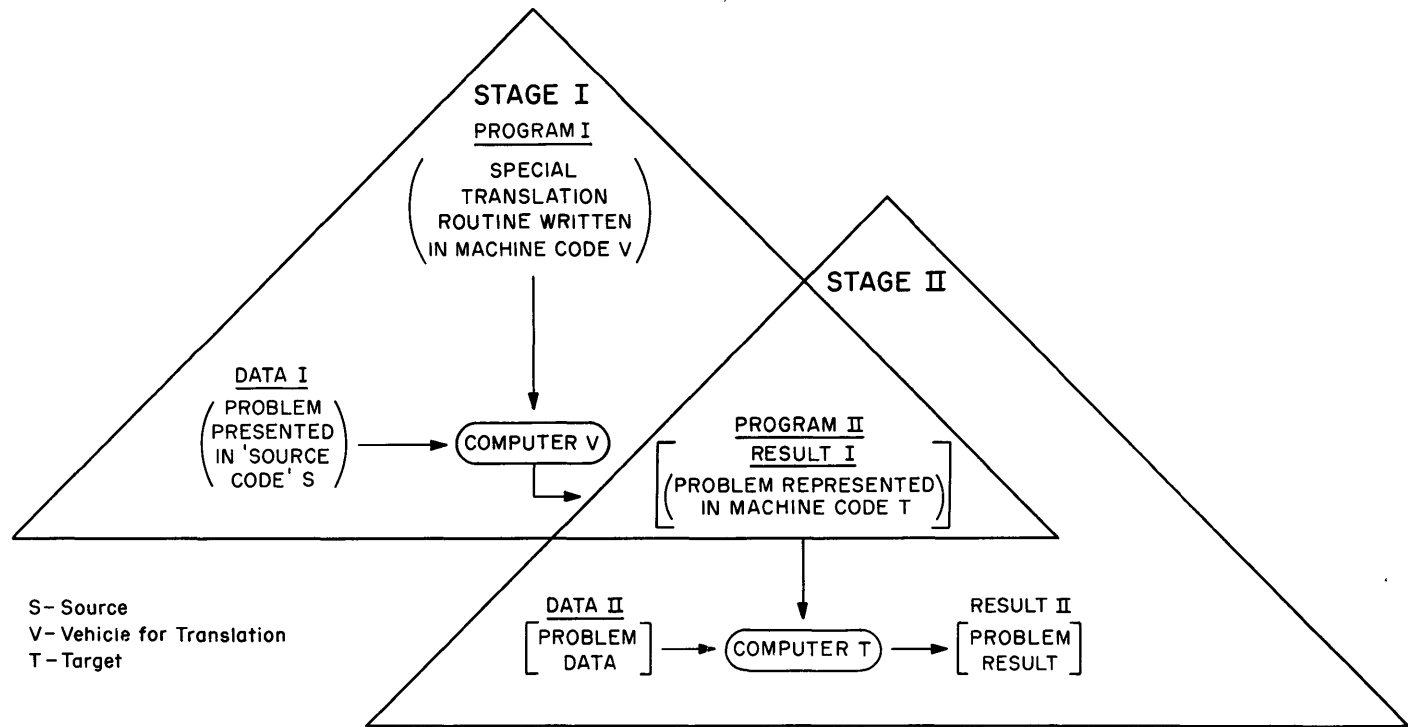 STAGE I
PROGRAM I
SPECIAL
TRANSLATION
ROUTINE WRITTEN
IN MACHINE CODE V
STAGE II
DATA I
PROBLEM
PRESENTED
IN 'SOURCE
CODE' S
COMPUTER V
PROGRAM II
RESULT I
(PROBLEM REPRESENTED
IN MACHINE CODE T)
S - Source
V - Vehicle for Translation
T - Target
DATA II
PROBLEM
DATA
COMPUTER T
RESULT II
PROBLEM
RESULT